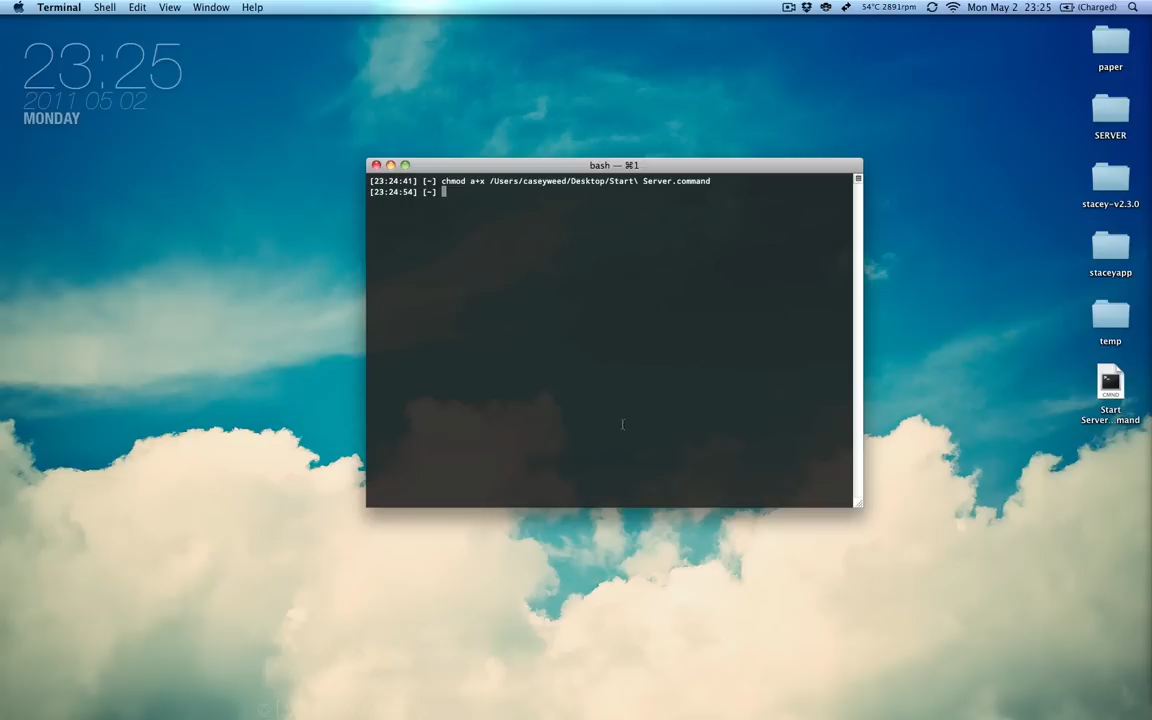 Terminal Shell Edit View Window Help
54°C 2891rpm Mon May 2 23:25 (Charged)
23:25
2011 05 02
MONDAY
bash — ⌘1
[23:24:41] [~] chmod a+x /Users/caseyweed/Desktop/Start\ Server.command
[23:24:54] [~]
paper
SERVER
stacey-v2.3.0
staceyapp
temp
CMND
Start
Server...mand